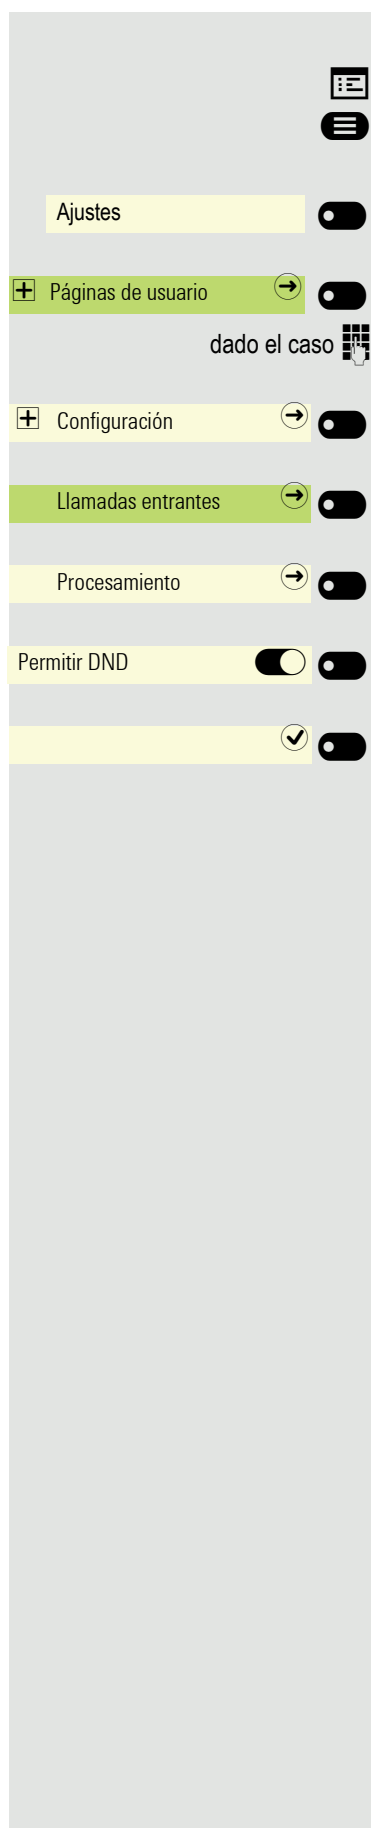 Ajustes
Páginas de usuario
dado el caso
Configuración
Llamadas entrantes
Procesamiento
Permitir DND